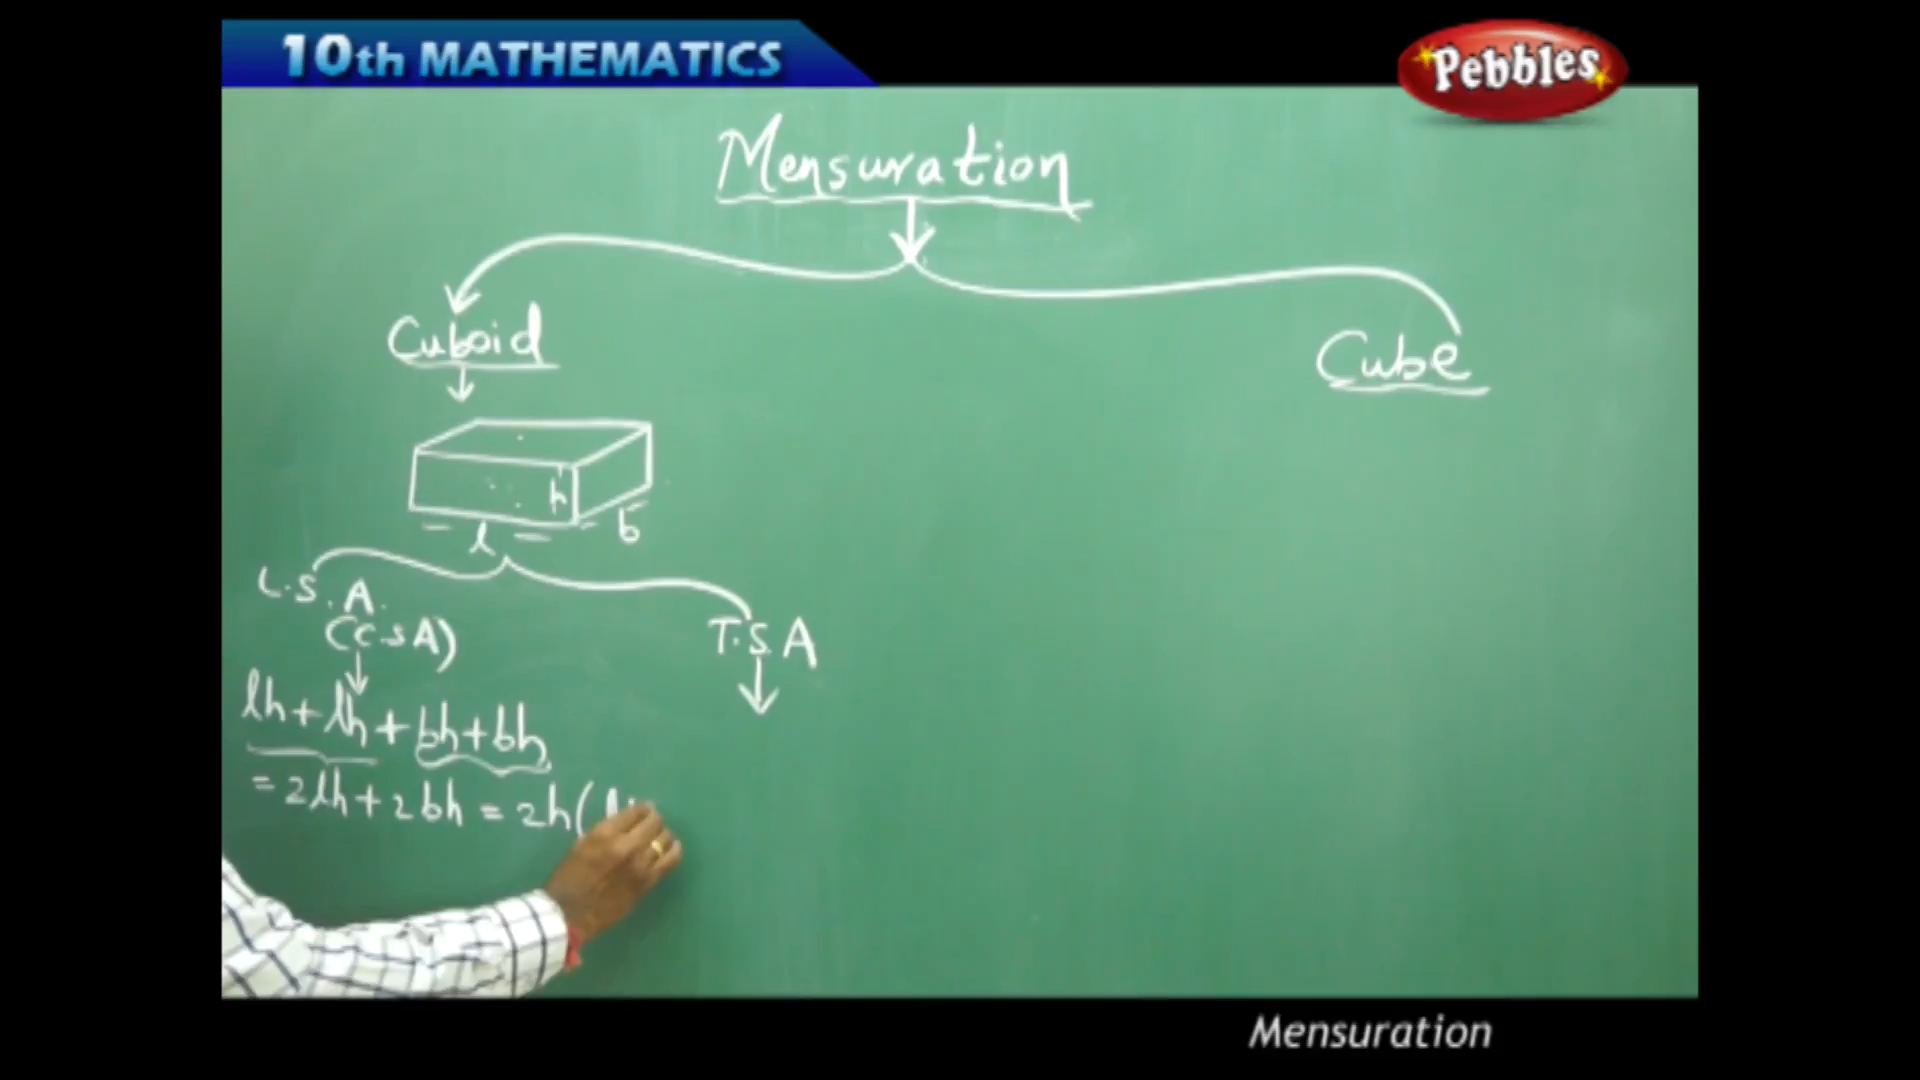 10th MATHEMATICS
Pebbles
Mensuration
Cuboid
Cube
h
l
b
L.S.A.
(C.S A)
T.S.A
lh+lh+bh+bh
=2lh+2bh=2h(l
Mensuration